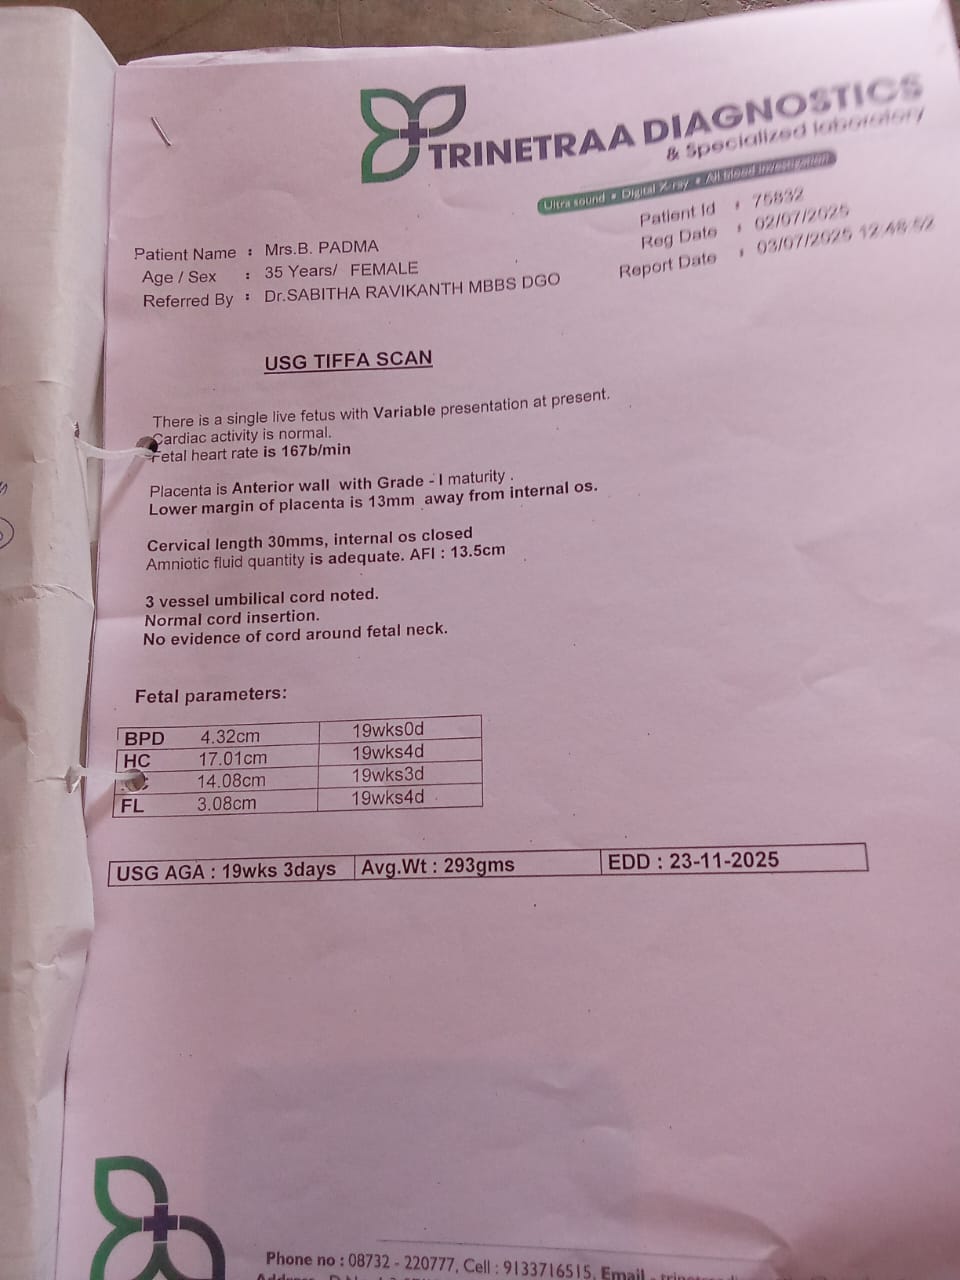 TRINETRAA DIAGNOSTICS
& Specialized laboratory
Ultra sound • Digital X-ray • All blood investigation
Patient Id : 75832
Reg Date : 02/07/2025
Report Date : 03/07/2025 12:48:52
Patient Name : Mrs.B. PADMA
Age / Sex : 35 Years/ FEMALE
Referred By : Dr.SABITHA RAVIKANTH MBBS DGO
USG TIFFA SCAN
There is a single live fetus with Variable presentation at present.
Cardiac activity is normal.
Fetal heart rate is 167b/min
Placenta is Anterior wall with Grade - I maturity .
Lower margin of placenta is 13mm away from internal os.
Cervical length 30mms, internal os closed
Amniotic fluid quantity is adequate. AFI : 13.5cm
3 vessel umbilical cord noted.
Normal cord insertion.
No evidence of cord around fetal neck.
Fetal parameters:
BPD 4.32cm 19wks0d
HC 17.01cm 19wks4d
14.08cm 19wks3d
FL 3.08cm 19wks4d
USG AGA : 19wks 3days Avg.Wt : 293gms EDD : 23-11-2025
Phone no : 08732 - 220777, Cell : 9133716515, Email